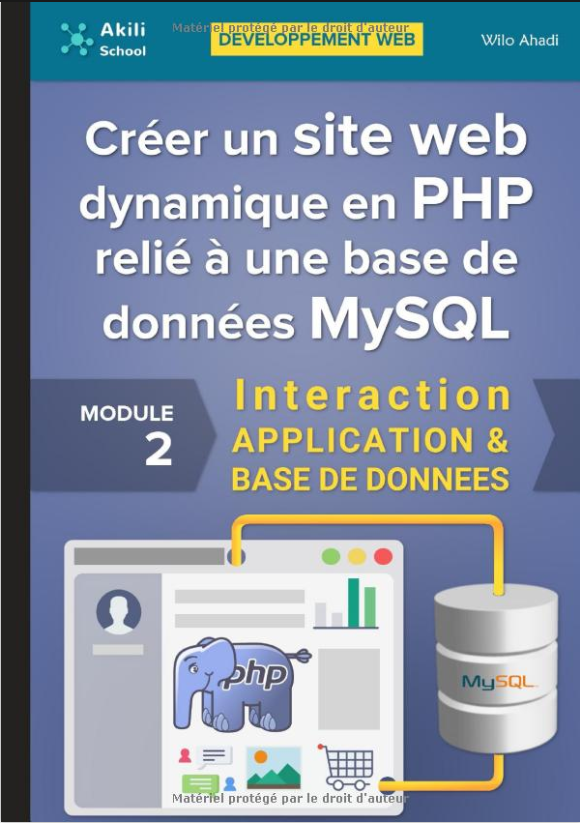 Akili
School
Matériel protégé par le droit d'auteur
DEVELOPPEMENT WEB
Wilo Ahadi
Créer un site web
dynamique en PHP
relié à une base de
données MySQL
MODULE
2
Interaction
APPLICATION &
BASE DE DONNEES
php
MySQL
Matériel protégé par le droit d'auteur